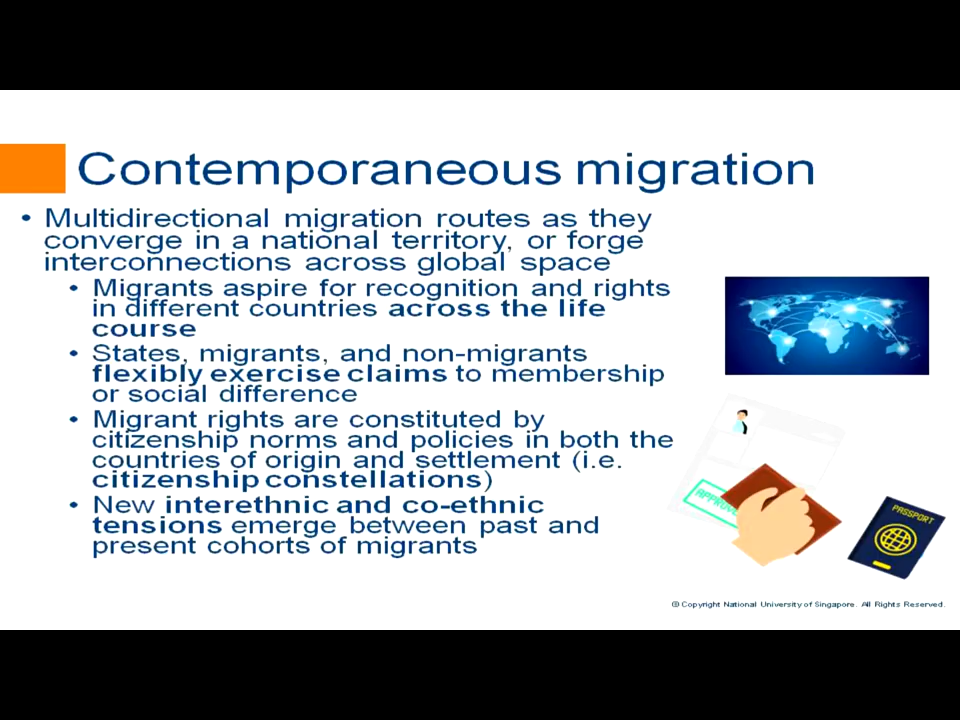 Contemporaneous migration
• Multidirectional migration routes as they
converge in a national territory, or forge
interconnections across global space
• Migrants aspire for recognition and rights
in different countries across the life
course
• States, migrants, and non-migrants
flexibly exercise claims to membership
or social difference
• Migrant rights are constituted by
citizenship norms and policies in both the
countries of origin and settlement (i.e.
citizenship constellations)
• New interethnic and co-ethnic
tensions emerge between past and
present cohorts of migrants
PASSPORT
© Copyright National University of Singapore. All Rights Reserved.